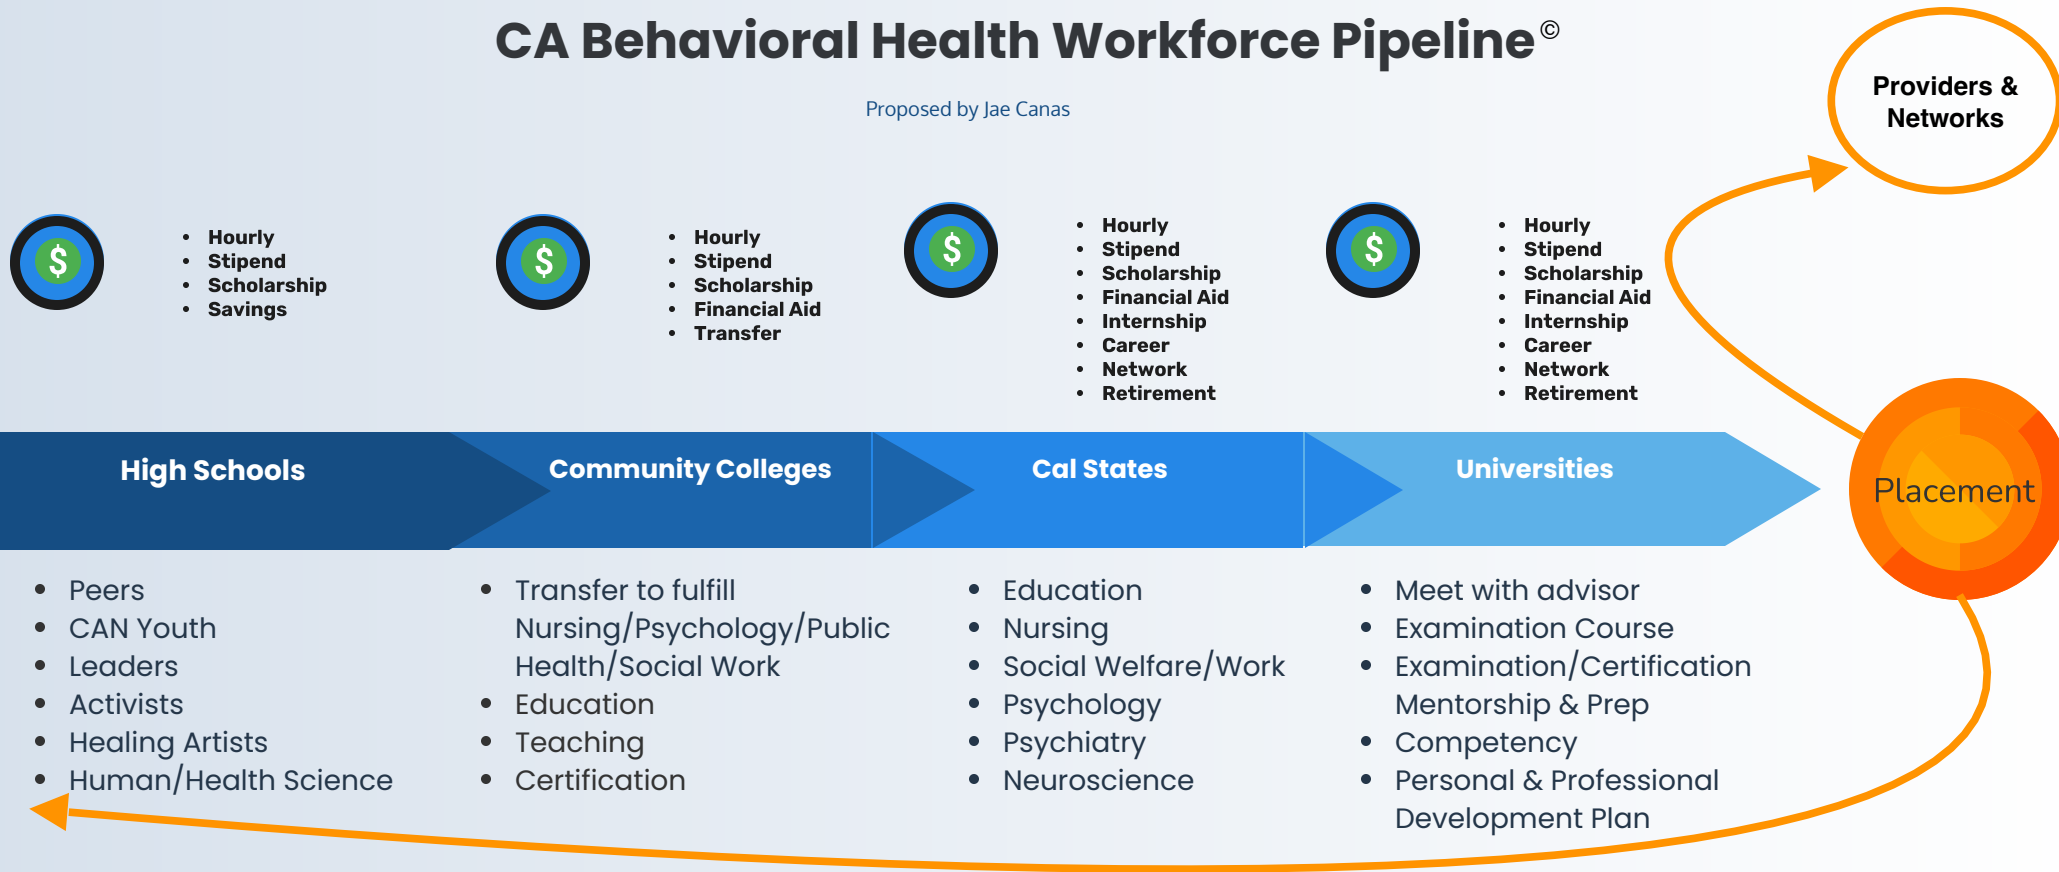 CA Behavioral Health Workforce Pipeline©
Proposed by Jae Canas
Providers &
Networks
$
• Hourly
• Stipend
• Scholarship
• Savings
$
• Hourly
• Stipend
• Scholarship
• Financial Aid
• Transfer
$
• Hourly
• Stipend
• Scholarship
• Financial Aid
• Internship
• Career
• Network
• Retirement
$
• Hourly
• Stipend
• Scholarship
• Financial Aid
• Internship
• Career
• Network
• Retirement
High Schools
Community Colleges
Cal States
Universities
Placement
• Peers
• CAN Youth
• Leaders
• Activists
• Healing Artists
• Human/Health Science
• Transfer to fulfill
Nursing/Psychology/Public
Health/Social Work
• Education
• Teaching
• Certification
• Education
• Nursing
• Social Welfare/Work
• Psychology
• Psychiatry
• Neuroscience
• Meet with advisor
• Examination Course
• Examination/Certification
Mentorship & Prep
• Competency
• Personal & Professional
Development Plan